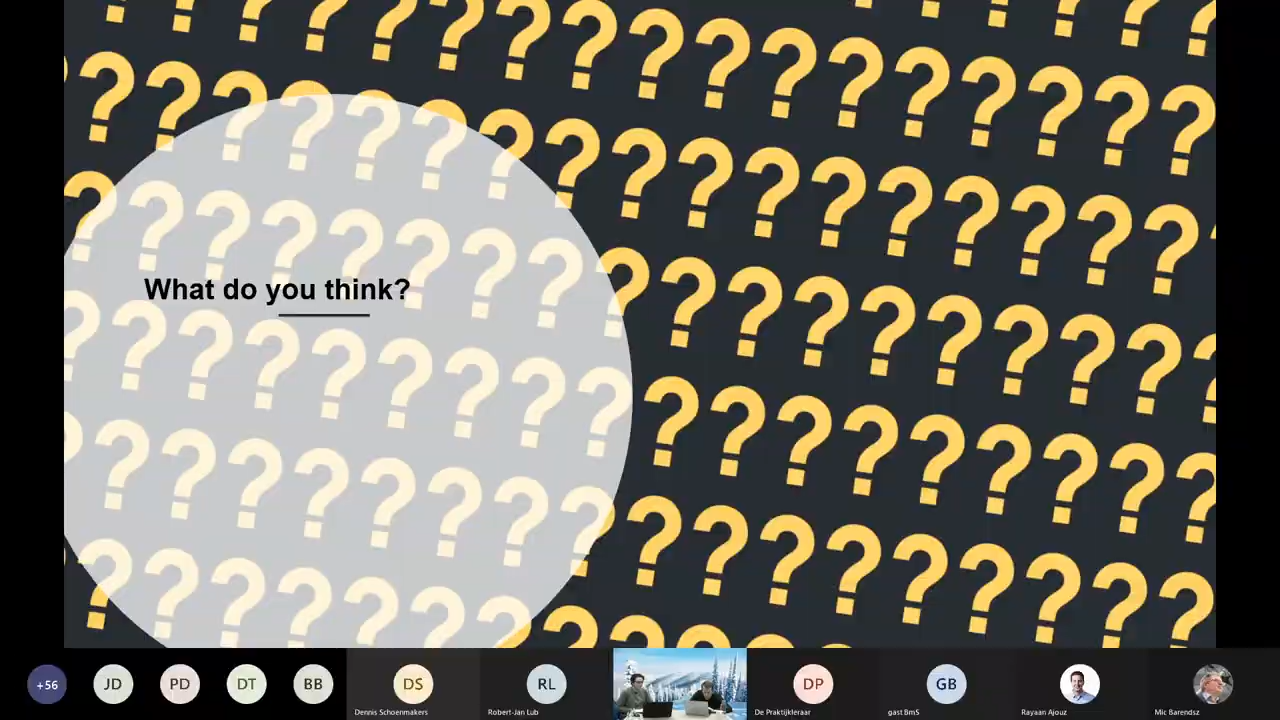 What do you think?
+56
JD
PD
DT
BB
DS
Dennis Schoenmakers
RL
Robert-Jan Lub
DP
De Praktijkleraar
GB
gast BmS
Rayaan Ajouz
Mic Barendsz